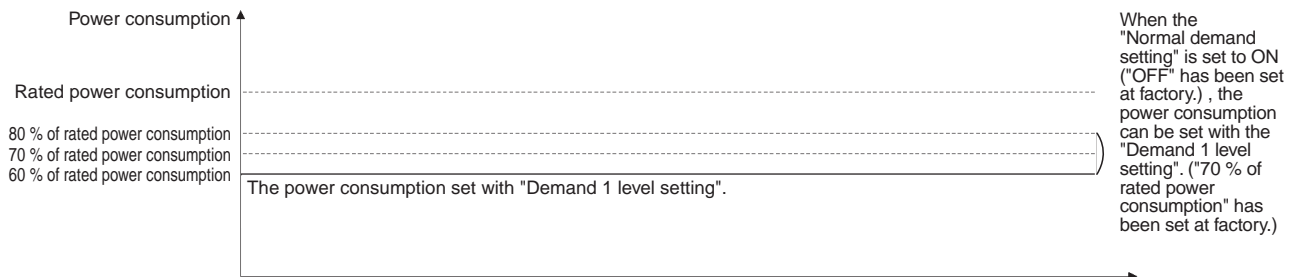 Power consumption
Rated power consumption
80 % of rated power consumption
70 % of rated power consumption
60 % of rated power consumption
The power consumption set with "Demand 1 level setting".
When the
"Normal demand
setting" is set to ON
("OFF" has been set
at factory.) , the
power consumption
can be set with the
"Demand 1 level
setting". ("70 % of
rated power
consumption" has
been set at factory.)